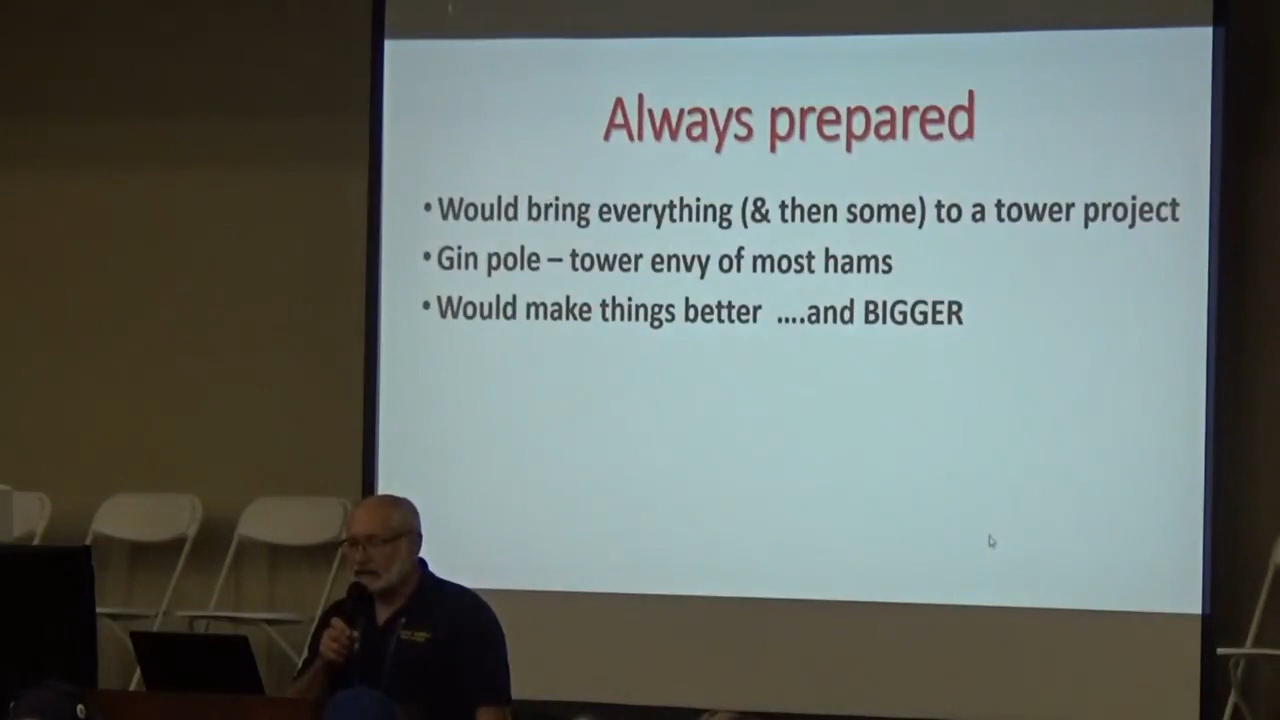 Always prepared
• Would bring everything (& then some) to a tower project
• Gin pole – tower envy of most hams
• Would make things better ....and BIGGER